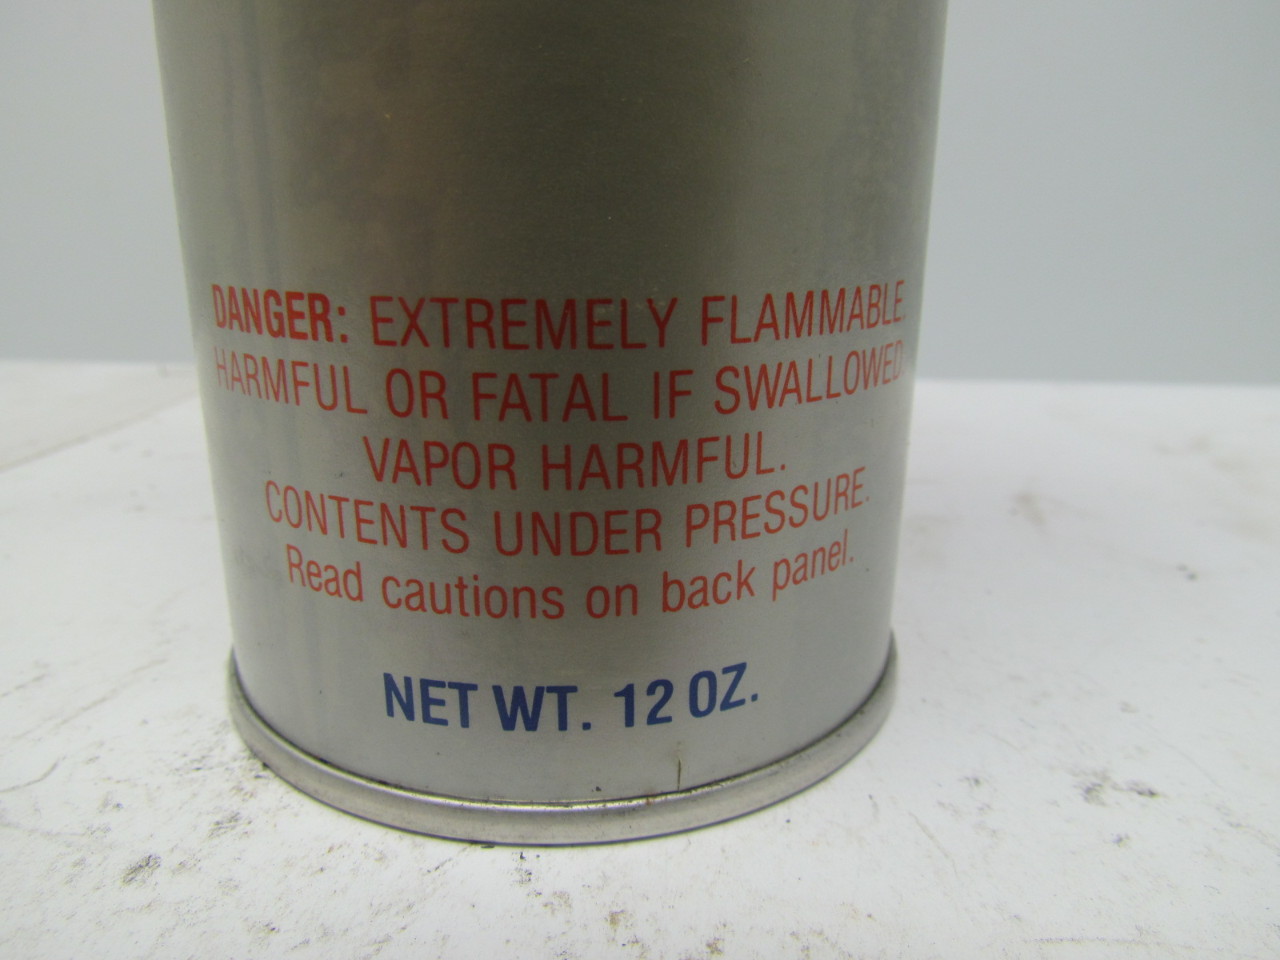 DANGER: EXTREMELY FLAMMABLE.
HARMFUL OR FATAL IF SWALLOWED.
VAPOR HARMFUL.
CONTENTS UNDER PRESSURE.
Read cautions on back panel.
NET WT. 12 OZ.